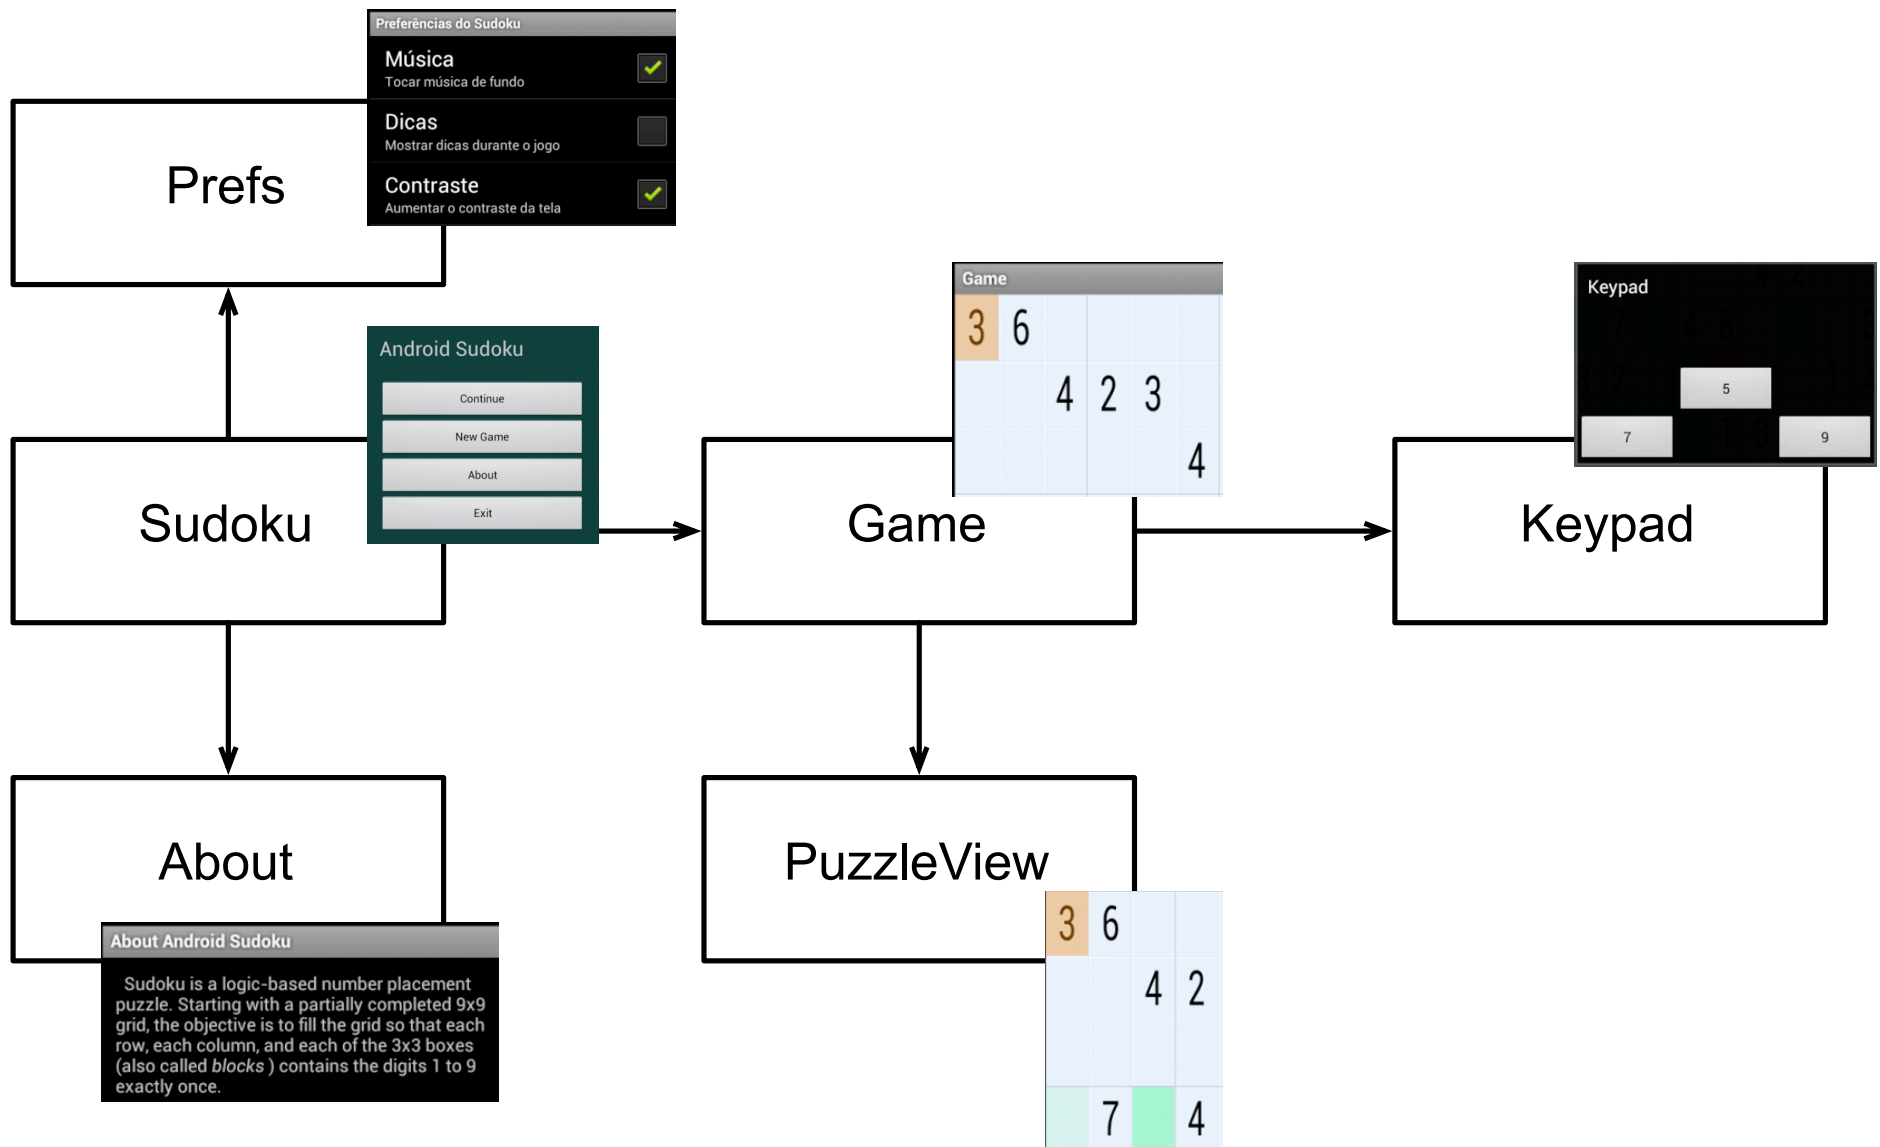 Preferências do Sudoku
Música
Tocar música de fundo
Dicas
Mostrar dicas durante o jogo
Contraste
Aumentar o contraste da tela
Prefs
Android Sudoku
Continue
New Game
About
Exit
Sudoku
Game
3 6
4 2 3
4
Game
Keypad
5
7 9
Keypad
About
About Android Sudoku
Sudoku is a logic-based number placement
puzzle. Starting with a partially completed 9x9
grid, the objective is to fill the grid so that each
row, each column, and each of the 3x3 boxes
(also called blocks ) contains the digits 1 to 9
exactly once.
PuzzleView
3 6
4 2
7 4